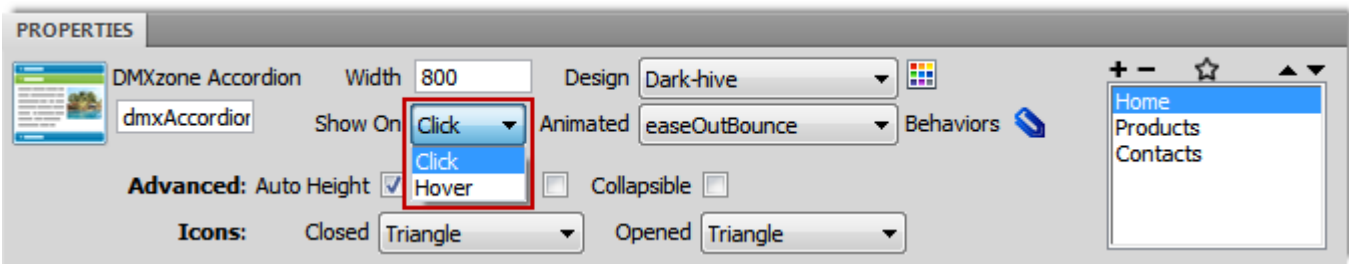 PROPERTIES
DMXzone Accordion Width 800 Design Dark-hive
dmxAccordior Show On Click Animated easeOutBounce Behaviors
Click
Hover
Advanced: Auto Height Collapsible
Icons: Closed Triangle Opened Triangle
Home
Products
Contacts